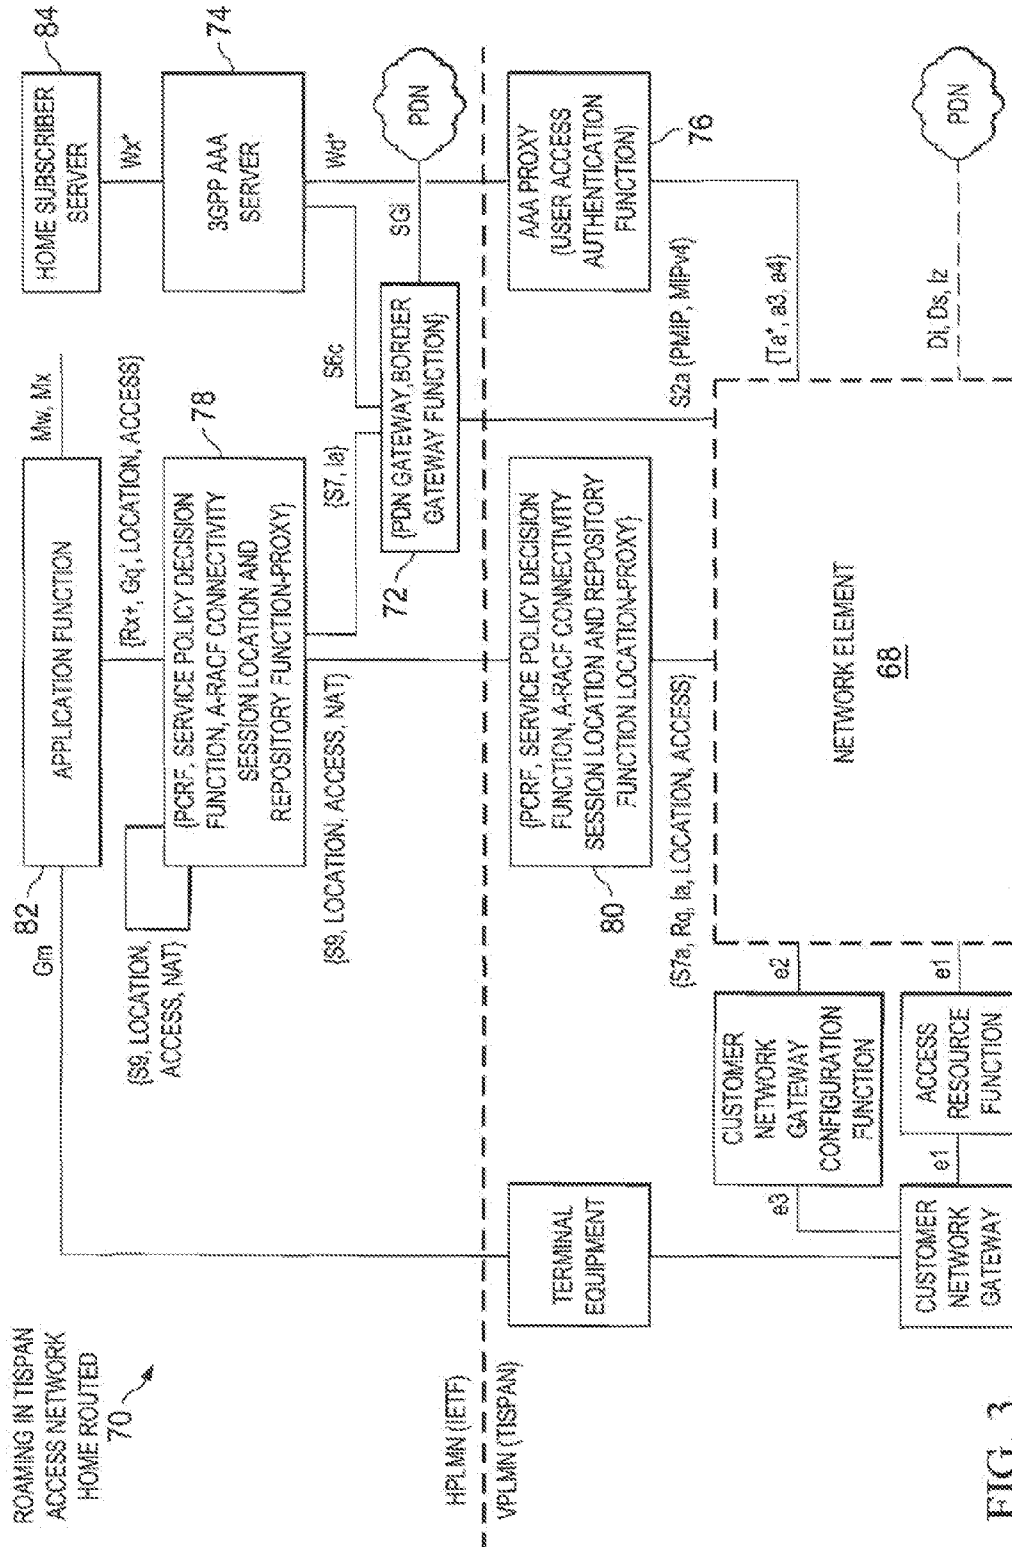 ROAMING IN TISPAN
ACCESS NETWORK
HOME ROUTED
70
82
APPLICATION FUNCTION
Mw, Mx
HOME SUBSCRIBER
SERVER
84
Gm
{Rx+, Gq', LOCATION, ACCESS}
Wx*
{S9, LOCATION,
ACCESS, NAT}
{PCRF, SERVICE POLICY DECISION
FUNCTION, A-RACF CONNECTIVITY
SESSION LOCATION AND
REPOSITORY FUNCTION-PROXY}
78
3GPP AAA
SERVER
74
{S9, LOCATION, ACCESS, NAT}
{S7, Ia}
S6c
Wd*
72
{PDN GATEWAY, BORDER
GATEWAY FUNCTION}
SGi
PDN
HPLMN (IETF)
VPLMN (TISPAN)
TERMINAL
EQUIPMENT
80
{PCRF, SERVICE POLICY DECISION
FUNCTION, A-RACF CONNECTIVITY
SESSION LOCATION AND REPOSITORY
FUNCTION LOCATION-PROXY}
AAA PROXY
{USER ACCESS
AUTHENTICATION
FUNCTION}
76
{S7a, Rq, Ia, LOCATION, ACCESS}
S2a {PMIP, MIPv4}
{Ta*, a3, a4}
e3
CUSTOMER
NETWORK
GATEWAY
CONFIGURATION
FUNCTION
e2
NETWORK ELEMENT
68
CUSTOMER
NETWORK
GATEWAY
e1
ACCESS
RESOURCE
FUNCTION
e1
Di, Ds, Iz
PDN
FIG. 3